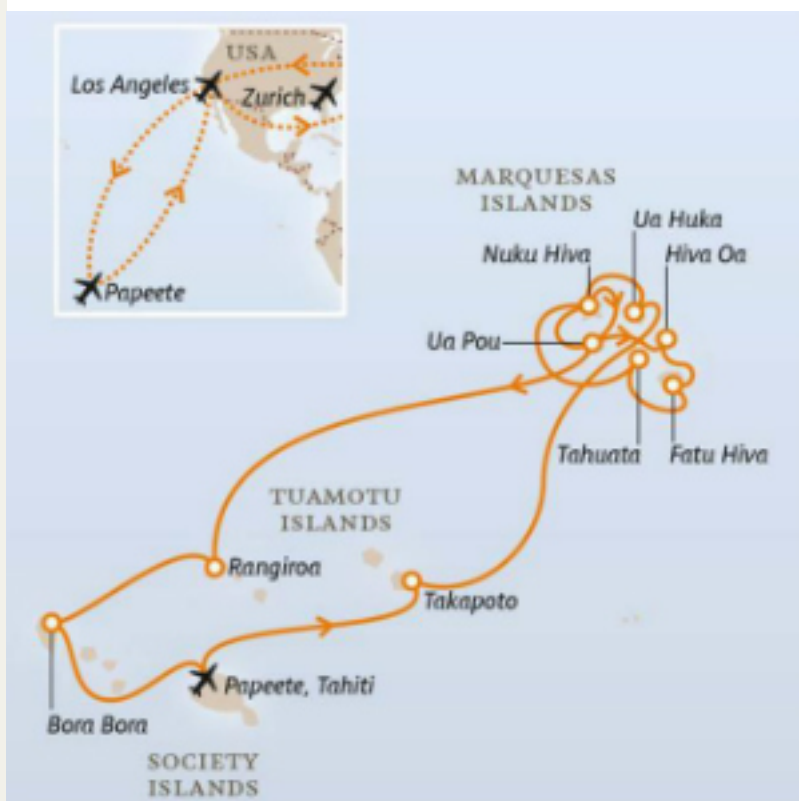 USA
Los Angeles
Zurich
Papeete
MARQUESAS
ISLANDS
Ua Huka
Nuku Hiva
Hiva Oa
Ua Pou
Tahuata
Fatu Hiva
TUAMOTU
ISLANDS
Rangiroa
Takapoto
Papeete, Tahiti
Bora Bora
SOCIETY
ISLANDS